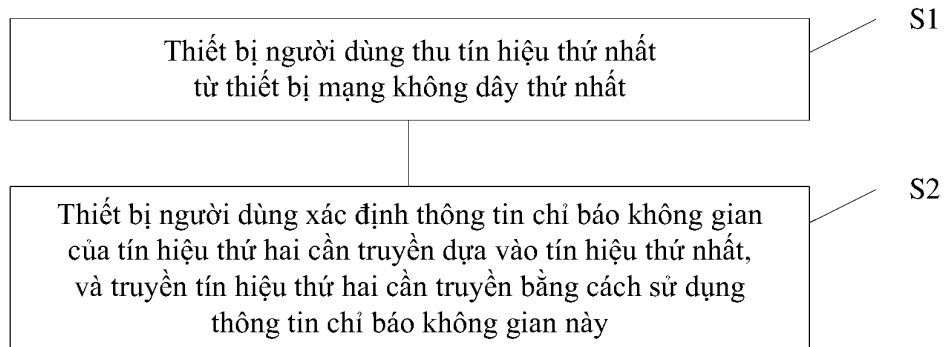 S1
Thiết bị người dùng thu tín hiệu thứ nhất
từ thiết bị mạng không dây thứ nhất
S2
Thiết bị người dùng xác định thông tin chỉ báo không gian
của tín hiệu thứ hai cần truyền dựa vào tín hiệu thứ nhất,
và truyền tín hiệu thứ hai cần truyền bằng cách sử dụng
thông tin chỉ báo không gian này